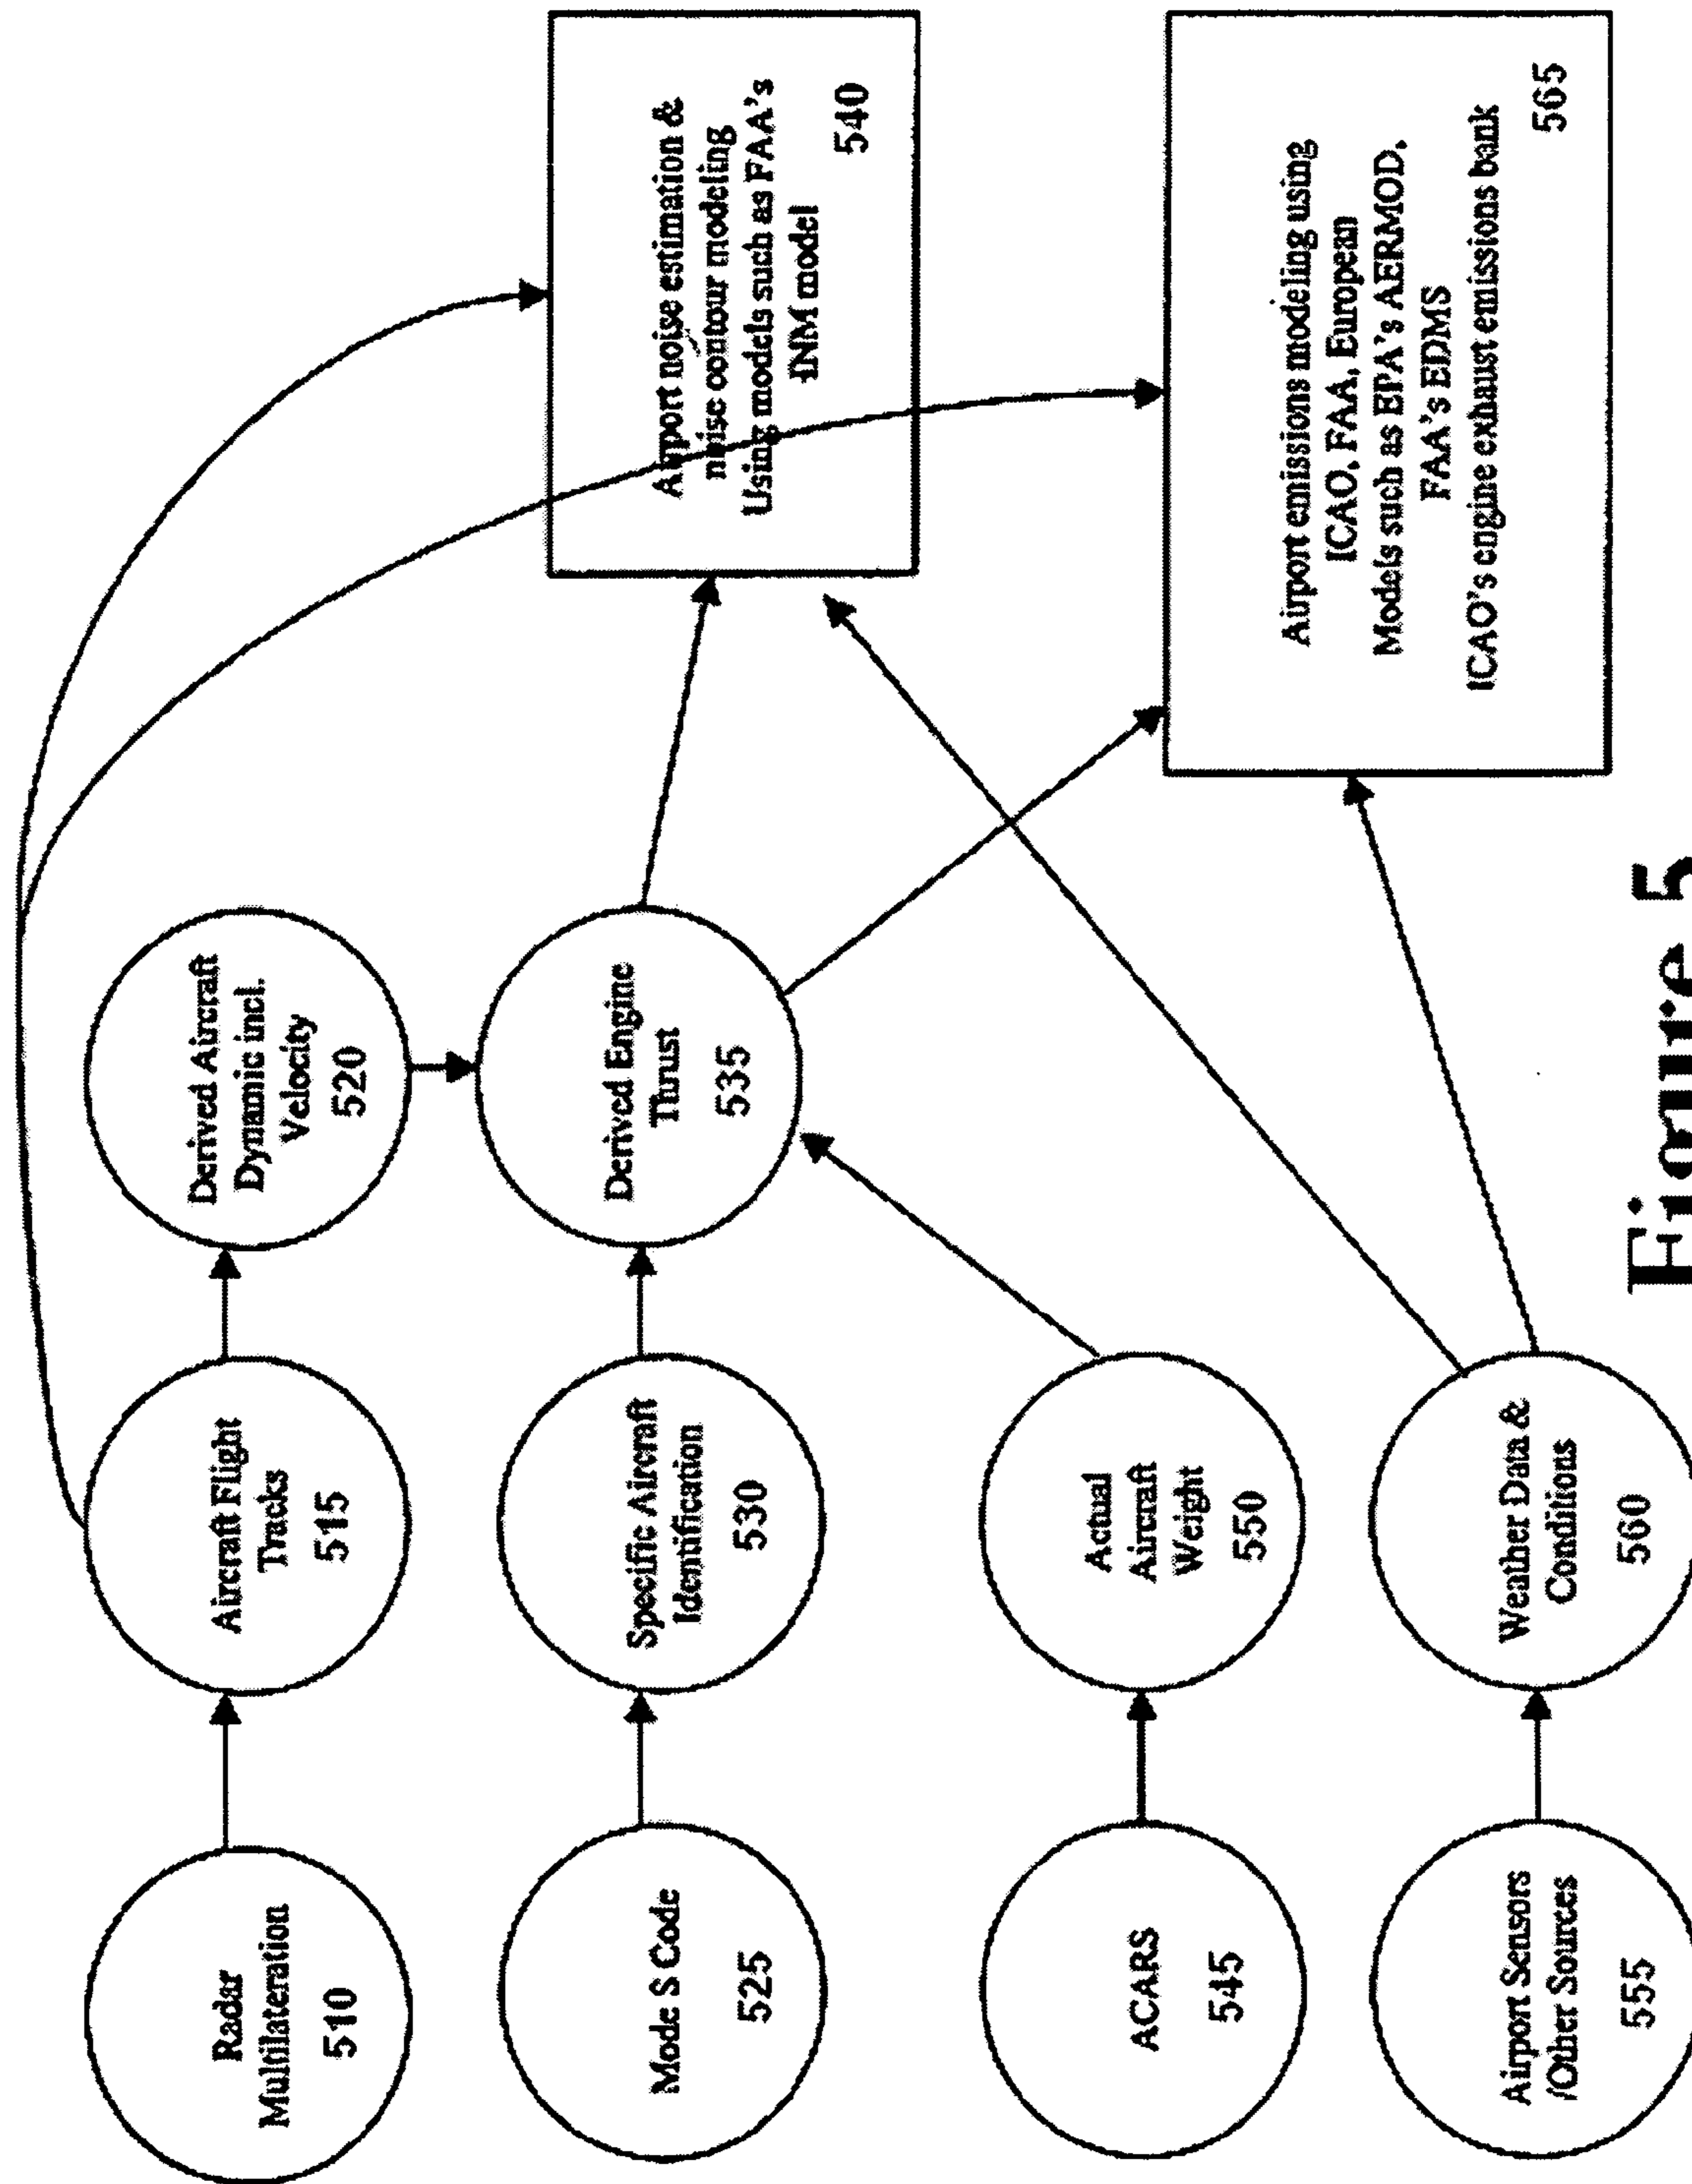 Radar
Multilateration
510
Aircraft Flight
Tracks
515
Derived Aircraft
Dynamic incl.
Velocity
520
Mode S Code
525
Specific Aircraft
Identification
530
Derived Engine
Thrust
535
Airport noise estimation &
noise contour modeling
Using models such as FAA's
INM model
540
ACARS
545
Actual
Aircraft
Weight
550
Airport Sensors
/Other Sources
555
Weather Data &
Conditions
560
Airport emissions modeling using
ICAO, FAA, European
Models such as EPA's AERMOD,
FAA's EDMS
ICAO's engine exhaust emissions bank
565
Figure 5